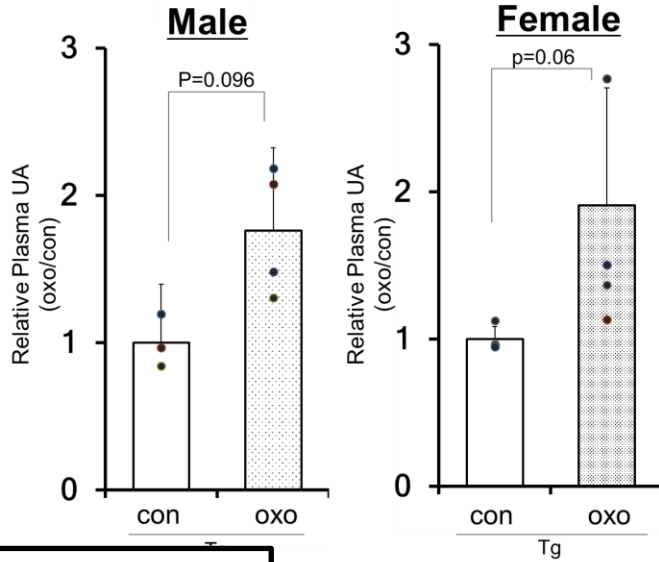 Male
3
2
1
0
Relative Plasma UA
(oxo/con)
P=0.096
con oxo
Female
3
2
1
0
Relative Plasma UA
(oxo/con)
p=0.06
con oxo
Tg